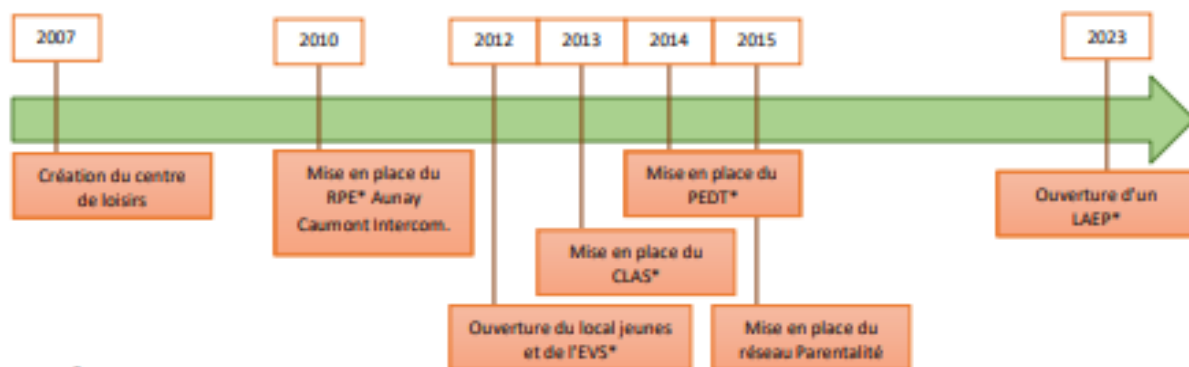 2007
2010
2012
2013
2014
2015
2023
Création du centre
de loisirs
Mise en place du
RPE* Aunay
Caumont Intercom.
Mise en place du
PEDT*
Ouverture d'un
LAEP*
Mise en place du
CLAS*
Ouverture du local jeunes
et de l'EVS*
Mise en place du
réseau Parentalité